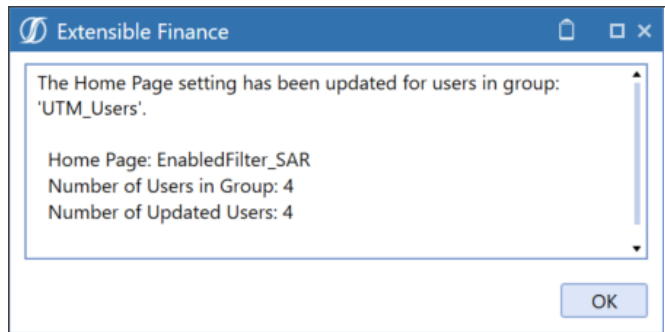 Extensible Finance
The Home Page setting has been updated for users in group:
'UTM_Users'.
Home Page: EnabledFilter_SAR
Number of Users in Group: 4
Number of Updated Users: 4
OK